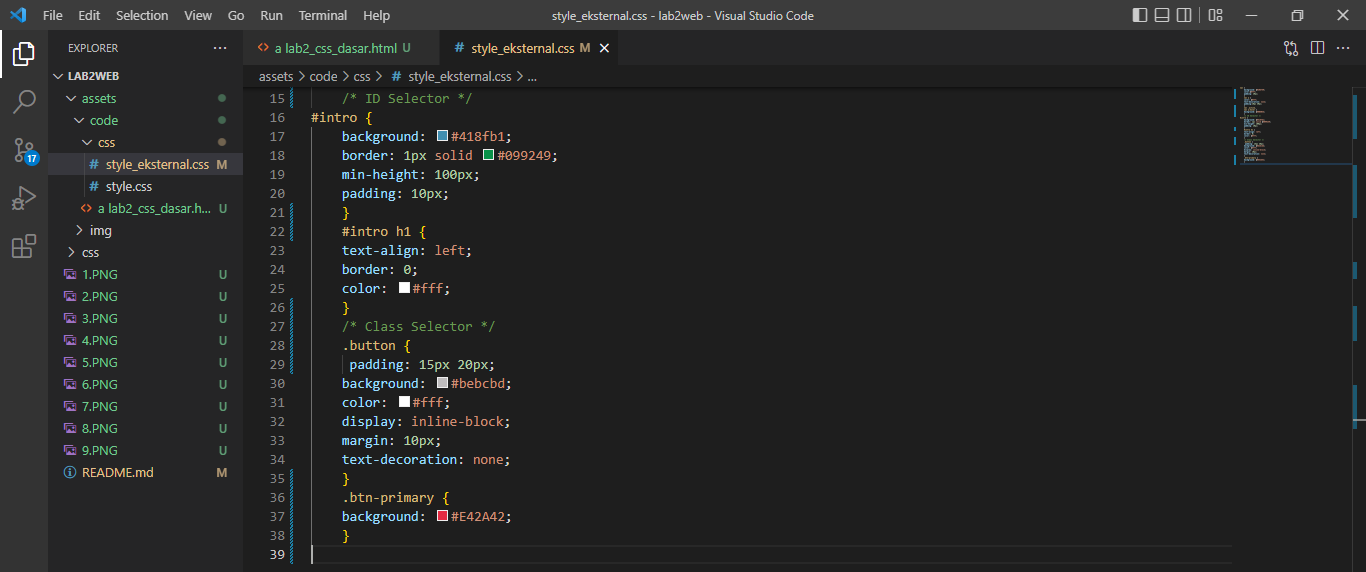 File Edit Selection View Go Run Terminal Help style_eksternal.css - lab2web - Visual Studio Code
EXPLORER ...
a lab2_css_dasar.html U
style_eksternal.css M
LAB2WEB
assets
code
css
style_eksternal.css M
style.css
a lab2_css_dasar.h... U
img
css
1.PNG U
2.PNG U
3.PNG U
4.PNG U
5.PNG U
6.PNG U
7.PNG U
8.PNG U
9.PNG U
README.md M
17
assets > code > css > # style_eksternal.css > ...
15 /* ID Selector */
16 #intro {
17 background: #418fb1;
18 border: 1px solid #099249;
19 min-height: 100px;
20 padding: 10px;
21 }
22 #intro h1 {
23 text-align: left;
24 border: 0;
25 color: #fff;
26 }
27 /* Class Selector */
28 .button {
29 padding: 15px 20px;
30 background: #bebcbd;
31 color: #fff;
32 display: inline-block;
33 margin: 10px;
34 text-decoration: none;
35 }
36 .btn-primary {
37 background: #E42A42;
38 }
39